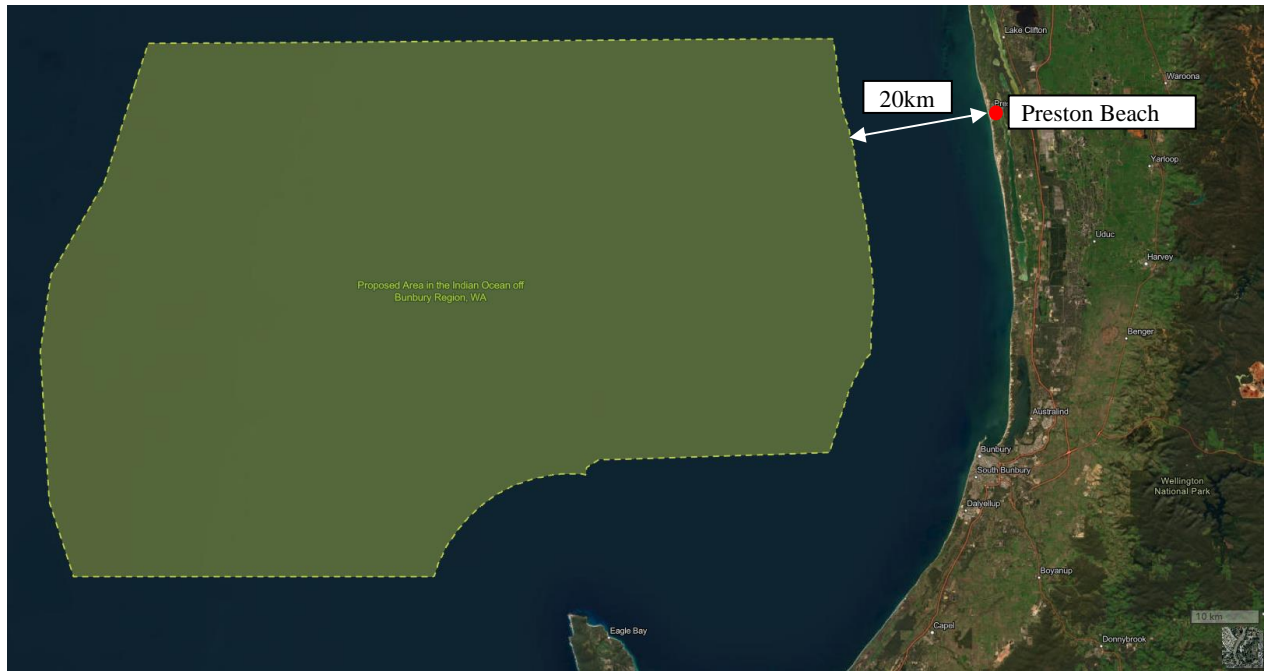 Lake Clifton
Waroona
20km
Pre
Preston Beach
Yarloop
Uduc
Harvey
Proposed Area in the Indian Ocean off
Bunbury Region, WA
Benger
Australind
Bunbury
South Bunbury
Wellington
National Park
Dalyellup
Boyanup
10 km
Eagle Bay
Capel
Donnybrook